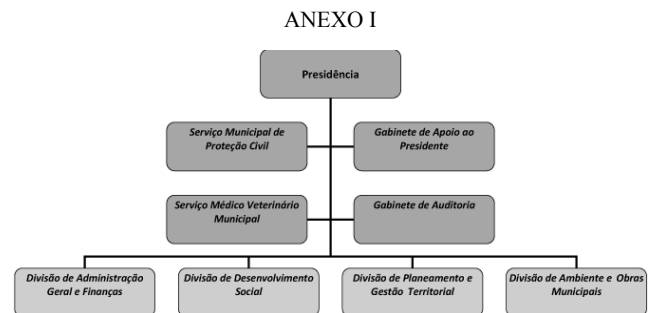 ANEXO I
Presidência
Serviço Municipal de
Proteção Civil
Gabinete de Apoio ao
Presidente
Serviço Médico Veterinário
Municipal
Gabinete de Auditoria
Divisão de Administração
Geral e Finanças
Divisão de Desenvolvimento
Social
Divisão de Planeamento e
Gestão Territorial
Divisão de Ambiente e Obras
Municipais